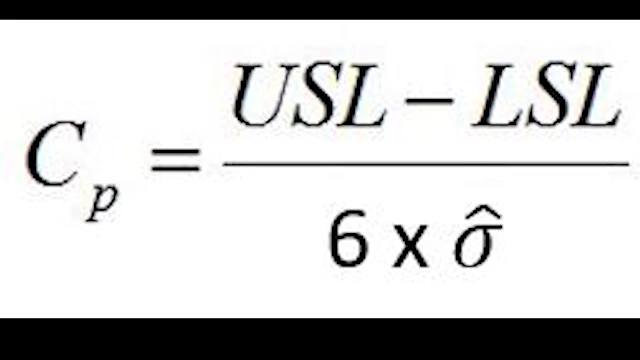 Cp = USL – LSL
6 x σ̂